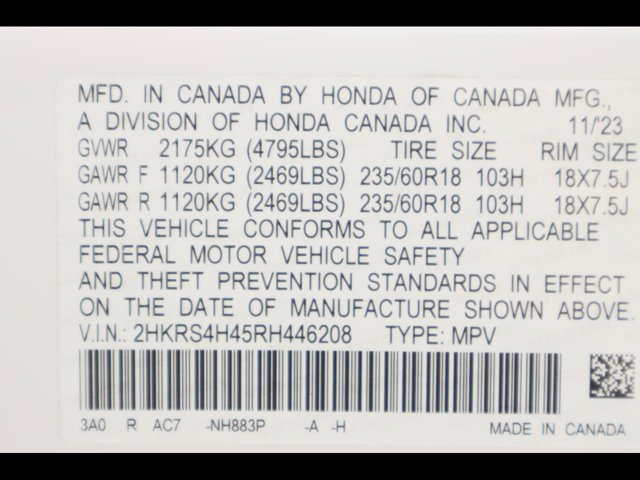 MFD. IN CANADA BY HONDA OF CANADA MFG.,
A DIVISION OF HONDA CANADA INC. 11/'23
GVWR 2175KG (4795LBS) TIRE SIZE RIM SIZE
GAWR F 1120KG (2469LBS) 235/60R18 103H 18X7.5J
GAWR R 1120KG (2469LBS) 235/60R18 103H 18X7.5J
THIS VEHICLE CONFORMS TO ALL APPLICABLE
FEDERAL MOTOR VEHICLE SAFETY
AND THEFT PREVENTION STANDARDS IN EFFECT
ON THE DATE OF MANUFACTURE SHOWN ABOVE.
V.I.N.: 2HKRS4H45RH446208 TYPE: MPV
3A0 R AC7 -NH883P -A -H MADE IN CANADA